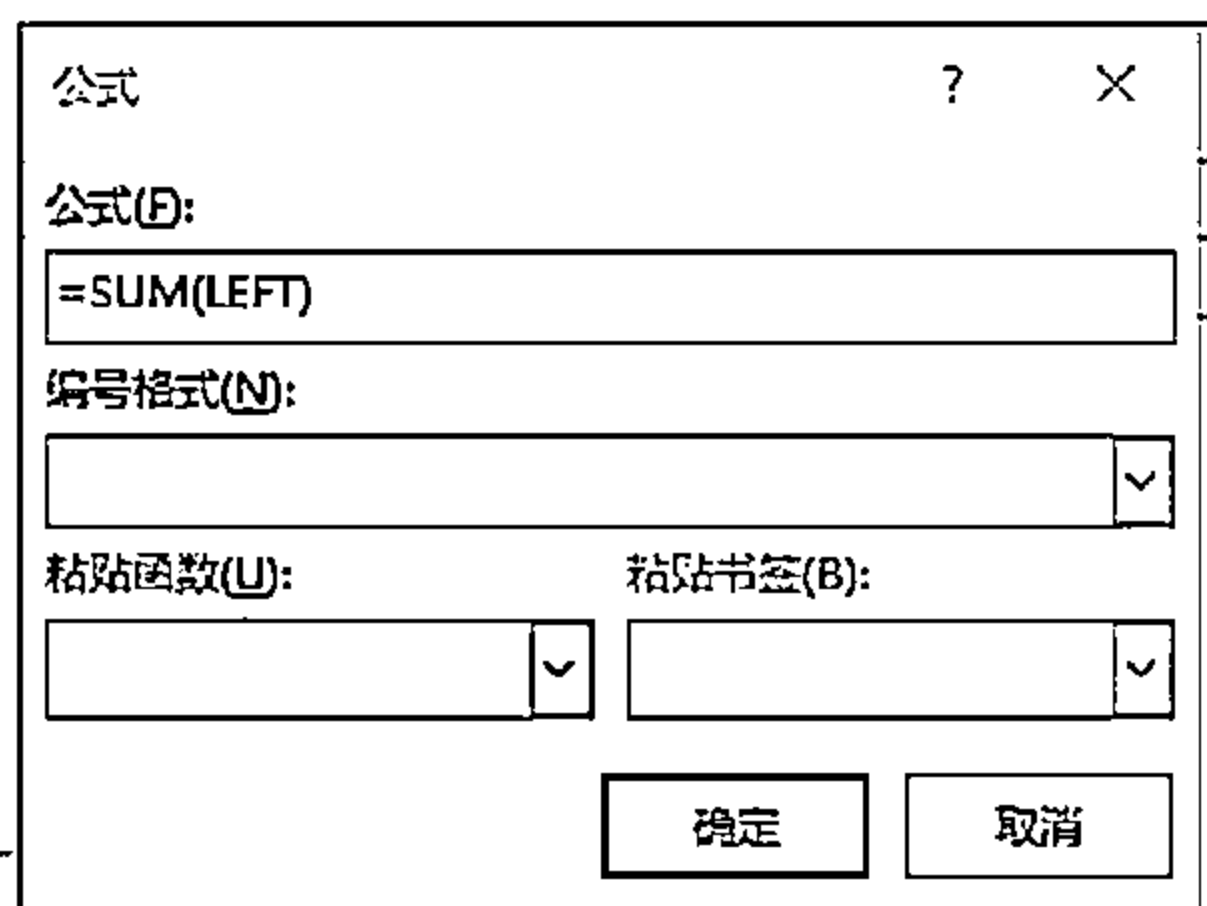 公式 ? ×
公式(F):
=SUM(LEFT)
编号格式(N):
粘贴函数(U): 粘贴书签(B):
确定 取消